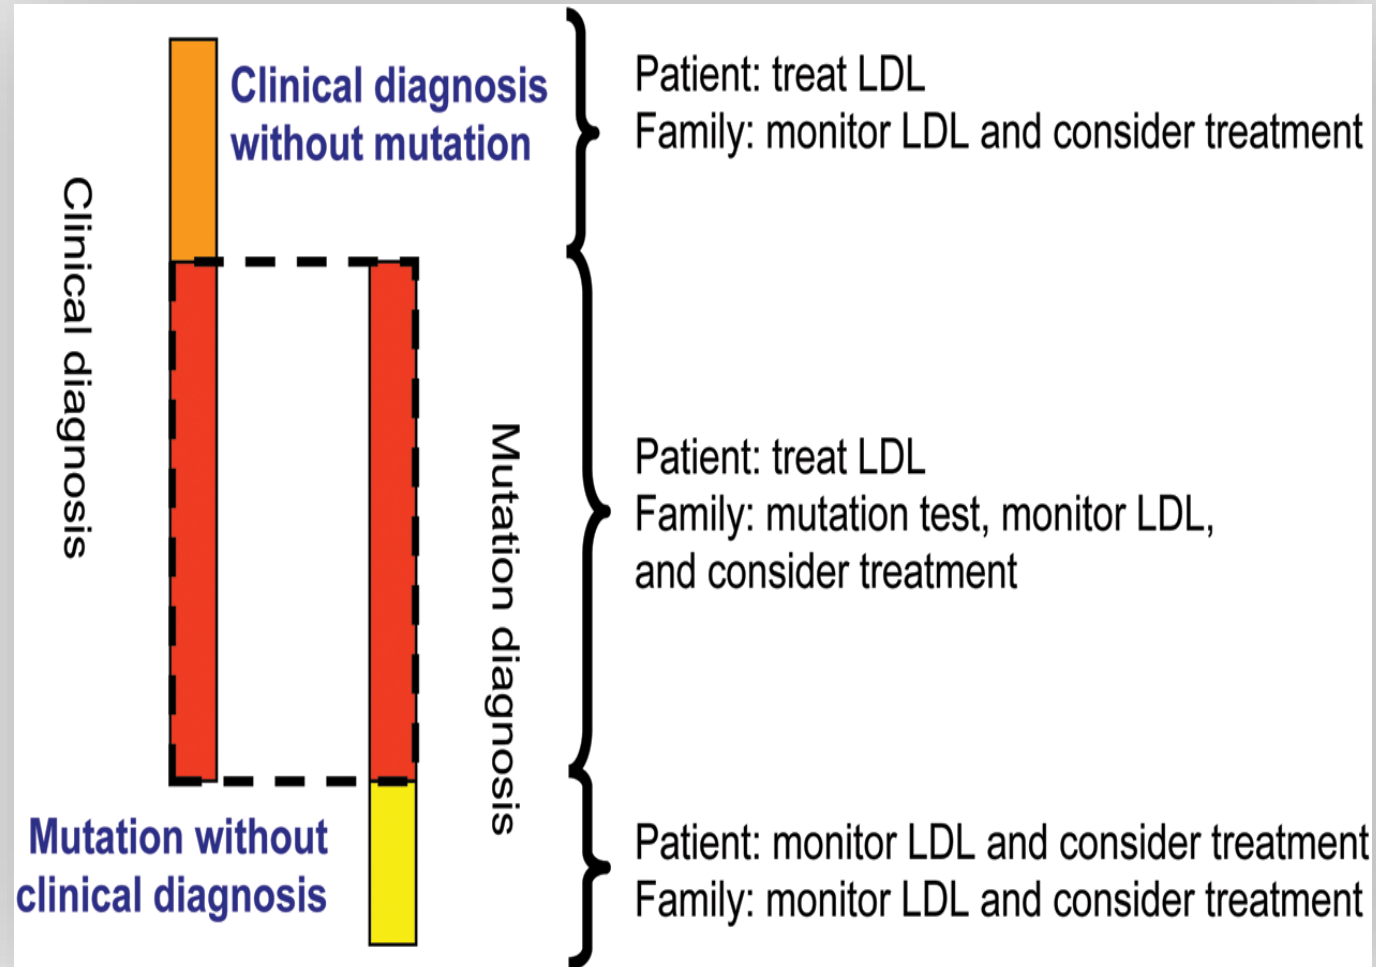 Clinical diagnosis
without mutation
Patient: treat LDL
Family: monitor LDL and consider treatment
Clinical diagnosis
Mutation diagnosis
Patient: treat LDL
Family: mutation test, monitor LDL,
and consider treatment
Mutation without
clinical diagnosis
Patient: monitor LDL and consider treatment
Family: monitor LDL and consider treatment